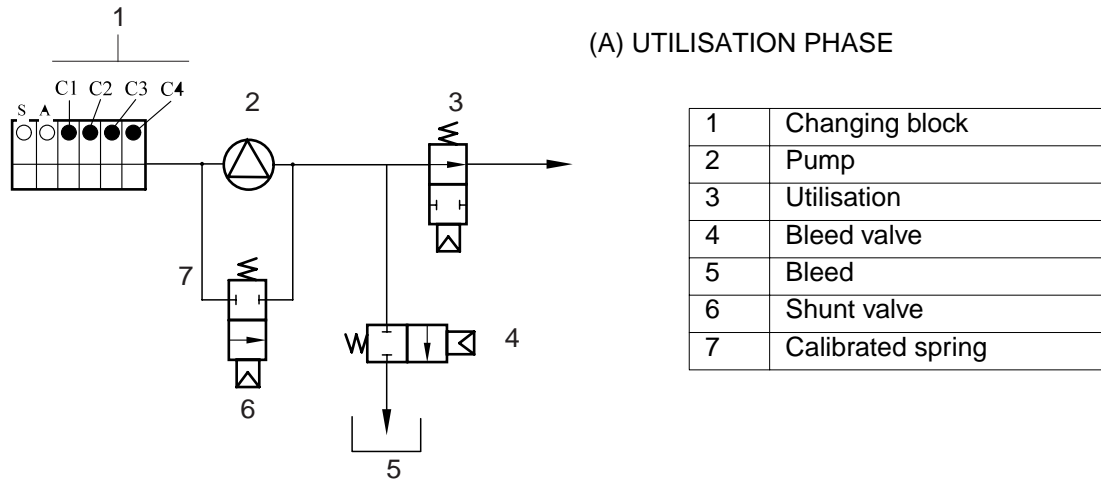 1
(A) UTILISATION PHASE
C1 C2 C3 C4
S A
2
3
7
4
6
5
1 Changing block
2 Pump
3 Utilisation
4 Bleed valve
5 Bleed
6 Shunt valve
7 Calibrated spring